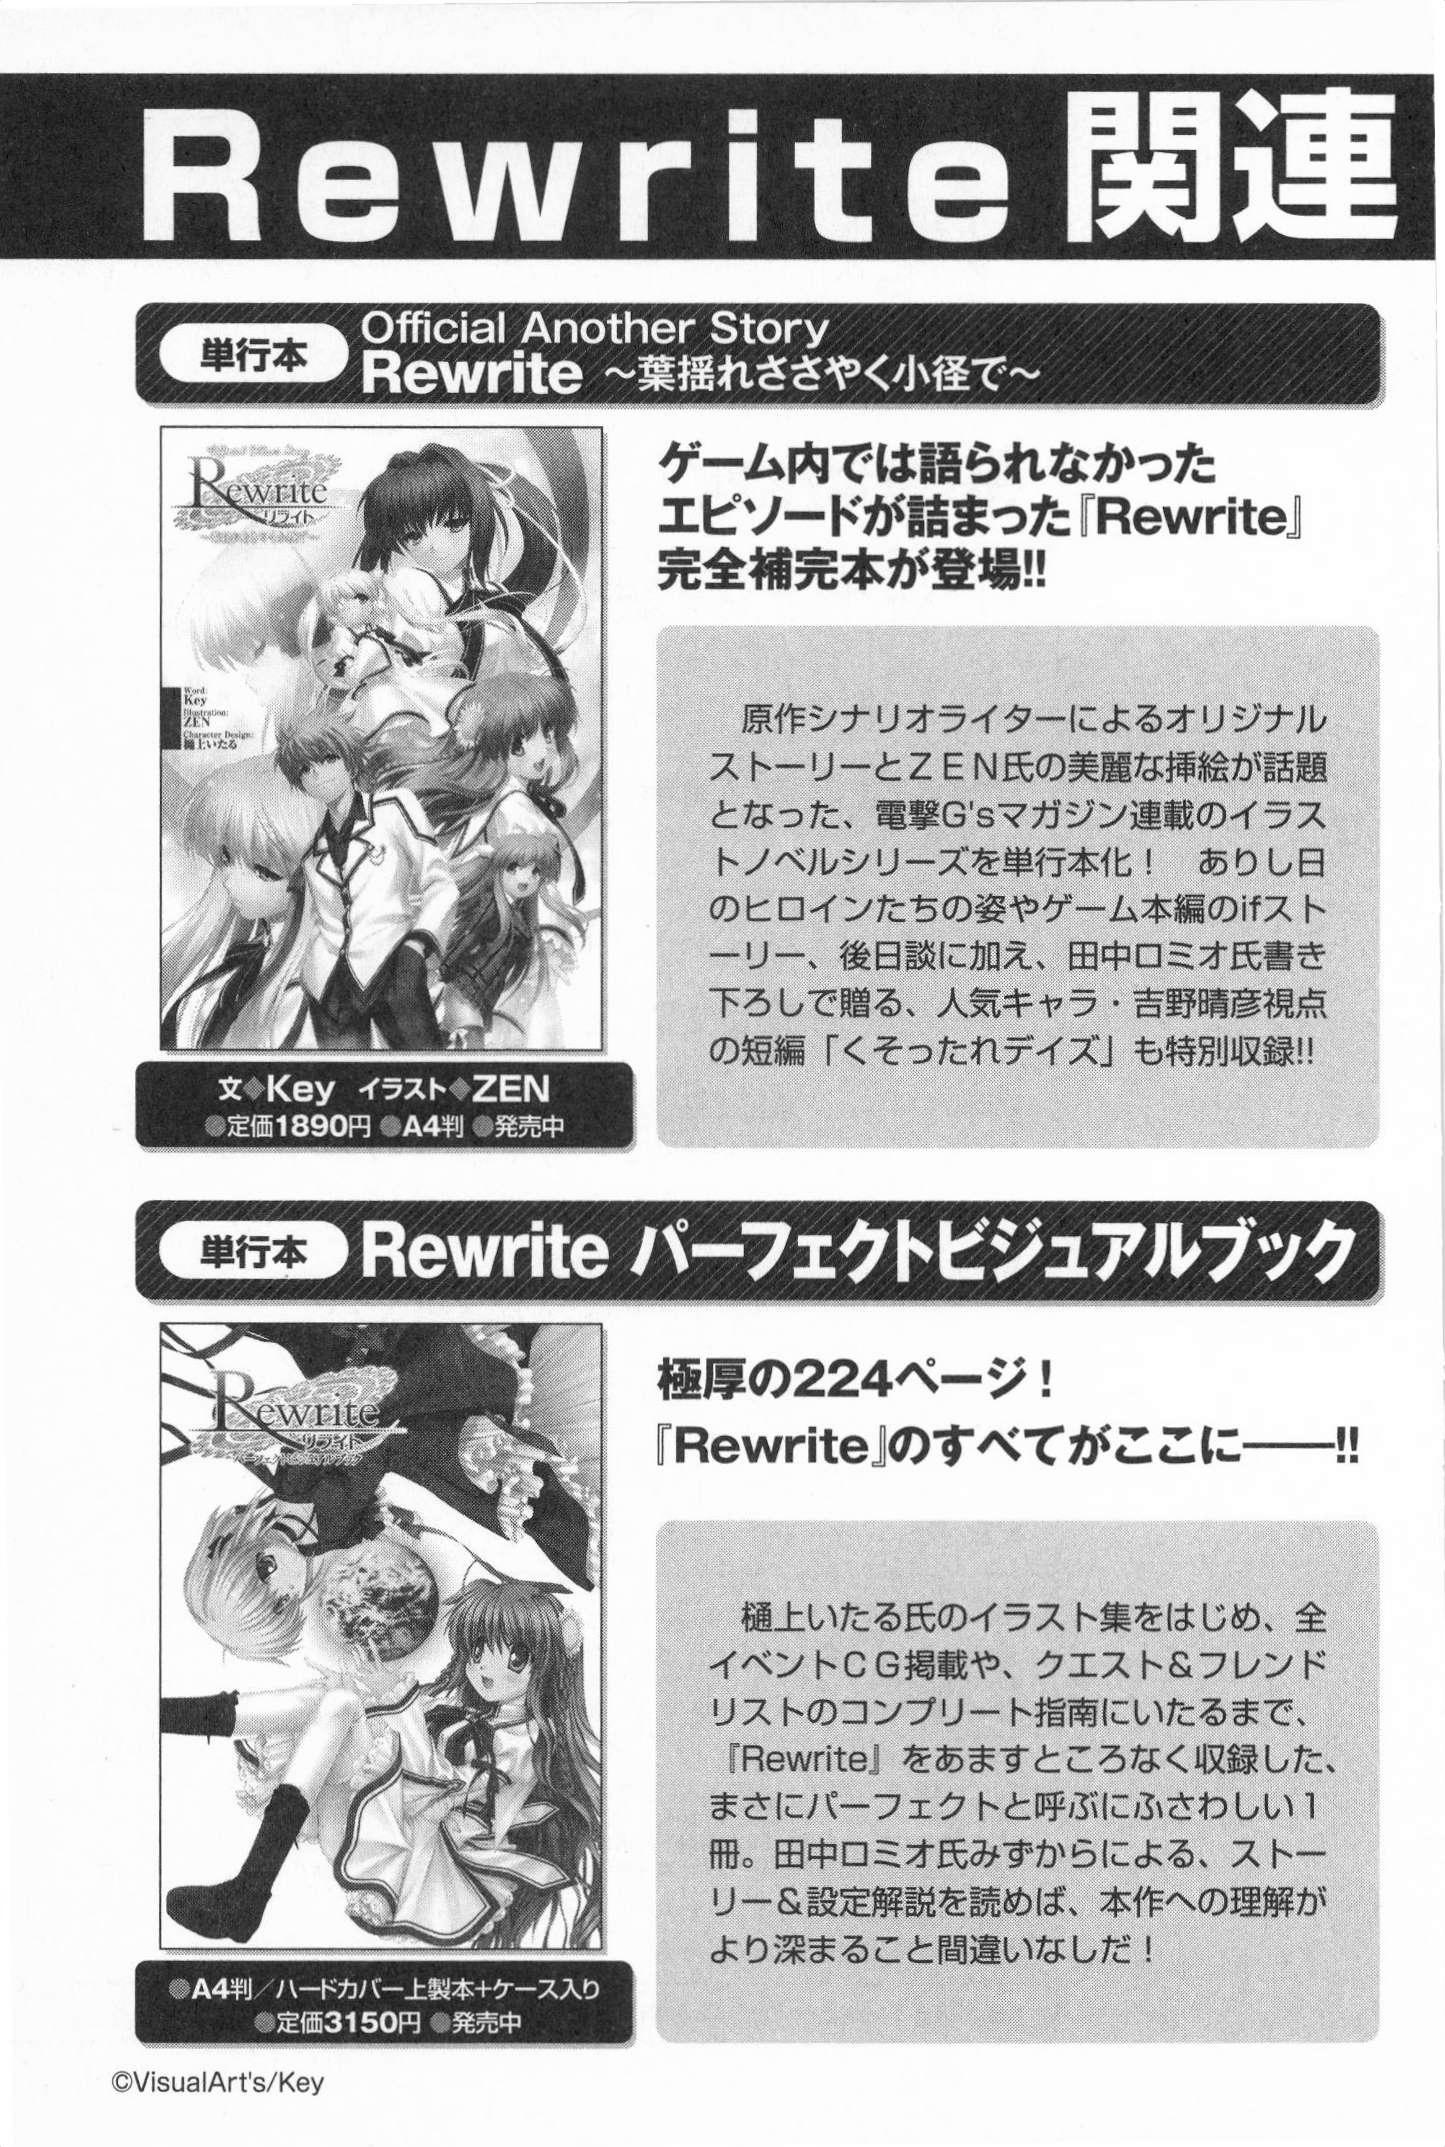 Rewrite 関連
単行本
Official Another Story
Rewrite ～葉揺れささやく小径で～
Rewrite
リライト
Word:
Key
Illustration:
ZEN
Character Design:
樋上いたる
文◆Key イラスト◆ZEN
●定価1890円 ●A4判 ●発売中
ゲーム内では語られなかった
エピソードが詰まった『Rewrite』
完全補完本が登場!!
原作シナリオライターによるオリジナル
ストーリーとＺＥＮ氏の美麗な挿絵が話題
となった、電撃G'sマガジン連載のイラス
トノベルシリーズを単行本化！　ありし日
のヒロインたちの姿やゲーム本編のifスト
ーリー、後日談に加え、田中ロミオ氏書き
下ろしで贈る、人気キャラ・吉野晴彦視点
の短編「くそったれデイズ」も特別収録!!
単行本
Rewrite パーフェクトビジュアルブック
Rewrite
リライト
パーフェクトビジュアルブック
●A4判／ハードカバー上製本+ケース入り
●定価3150円 ●発売中
極厚の224ページ！
『Rewrite』のすべてがここに――!!
樋上いたる氏のイラスト集をはじめ、全
イベントＣＧ掲載や、クエスト＆フレンド
リストのコンプリート指南にいたるまで、
『Rewrite』をあますところなく収録した、
まさにパーフェクトと呼ぶにふさわしい１
冊。田中ロミオ氏みずからによる、ストー
リー＆設定解説を読めば、本作への理解が
より深まること間違いなしだ！
©VisualArt's/Key